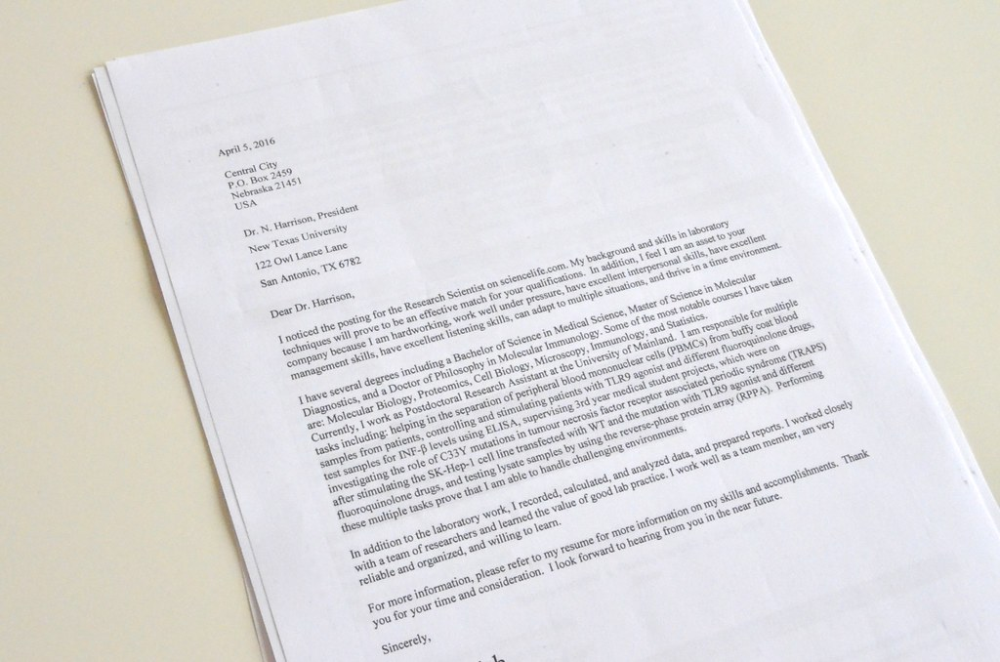 April 5, 2016
Central City
P.O. Box 2459
Nebraska 21451
USA
Dr. N. Harrison, President
New Texas University
122 Owl Lance Lane
San Antonio, TX 6782
Dear Dr. Harrison,
I noticed the posting for the Research Scientist on sciencelife.com. My background and skills in laboratory
techniques will prove to be an effective match for your qualifications. In addition, I feel I am an asset to your
company because I am hardworking, work well under pressure, have excellent interpersonal skills, have excellent
management skills, have excellent listening skills, can adapt to multiple situations, and thrive in a time environment.
I have several degrees including a Bachelor of Science in Medical Science, Master of Science in Molecular
Diagnostics, and a Doctor of Philosophy in Molecular Immunology. Some of the most notable courses I have taken
are: Molecular Biology, Proteomics, Cell Biology, Microscopy, Immunology, and Statistics.
Currently, I work as Postdoctoral Research Assistant at the University of Mainland. I am responsible for multiple
tasks including; helping in the separation of peripheral blood mononuclear cells (PBMCs) from buffy coat blood
samples from patients, controlling and stimulating patients with TLR9 agonist and different fluoroquinolone drugs,
test samples for INF-β levels using ELISA, supervising 3rd year medical student projects, which were on
investigating the role of C33Y mutations in tumour necrosis factor receptor associated periodic syndrome (TRAPS)
after stimulating the SK-Hep-1 cell line transfected with WT and the mutation with TLR9 agonist and different
fluoroquinolone drugs, and testing lysate samples by using the reverse-phase protein array (RPPA). Performing
these multiple tasks prove that I am able to handle challenging environments.
In addition to the laboratory work, I recorded, calculated, and analyzed data, and prepared reports. I worked closely
with a team of researchers and learned the value of good lab practice. I work well as a team member, am very
reliable and organized, and willing to learn.
For more information, please refer to my resume for more information on my skills and accomplishments. Thank
you for your time and consideration. I look forward to hearing from you in the near future.
Sincerely,